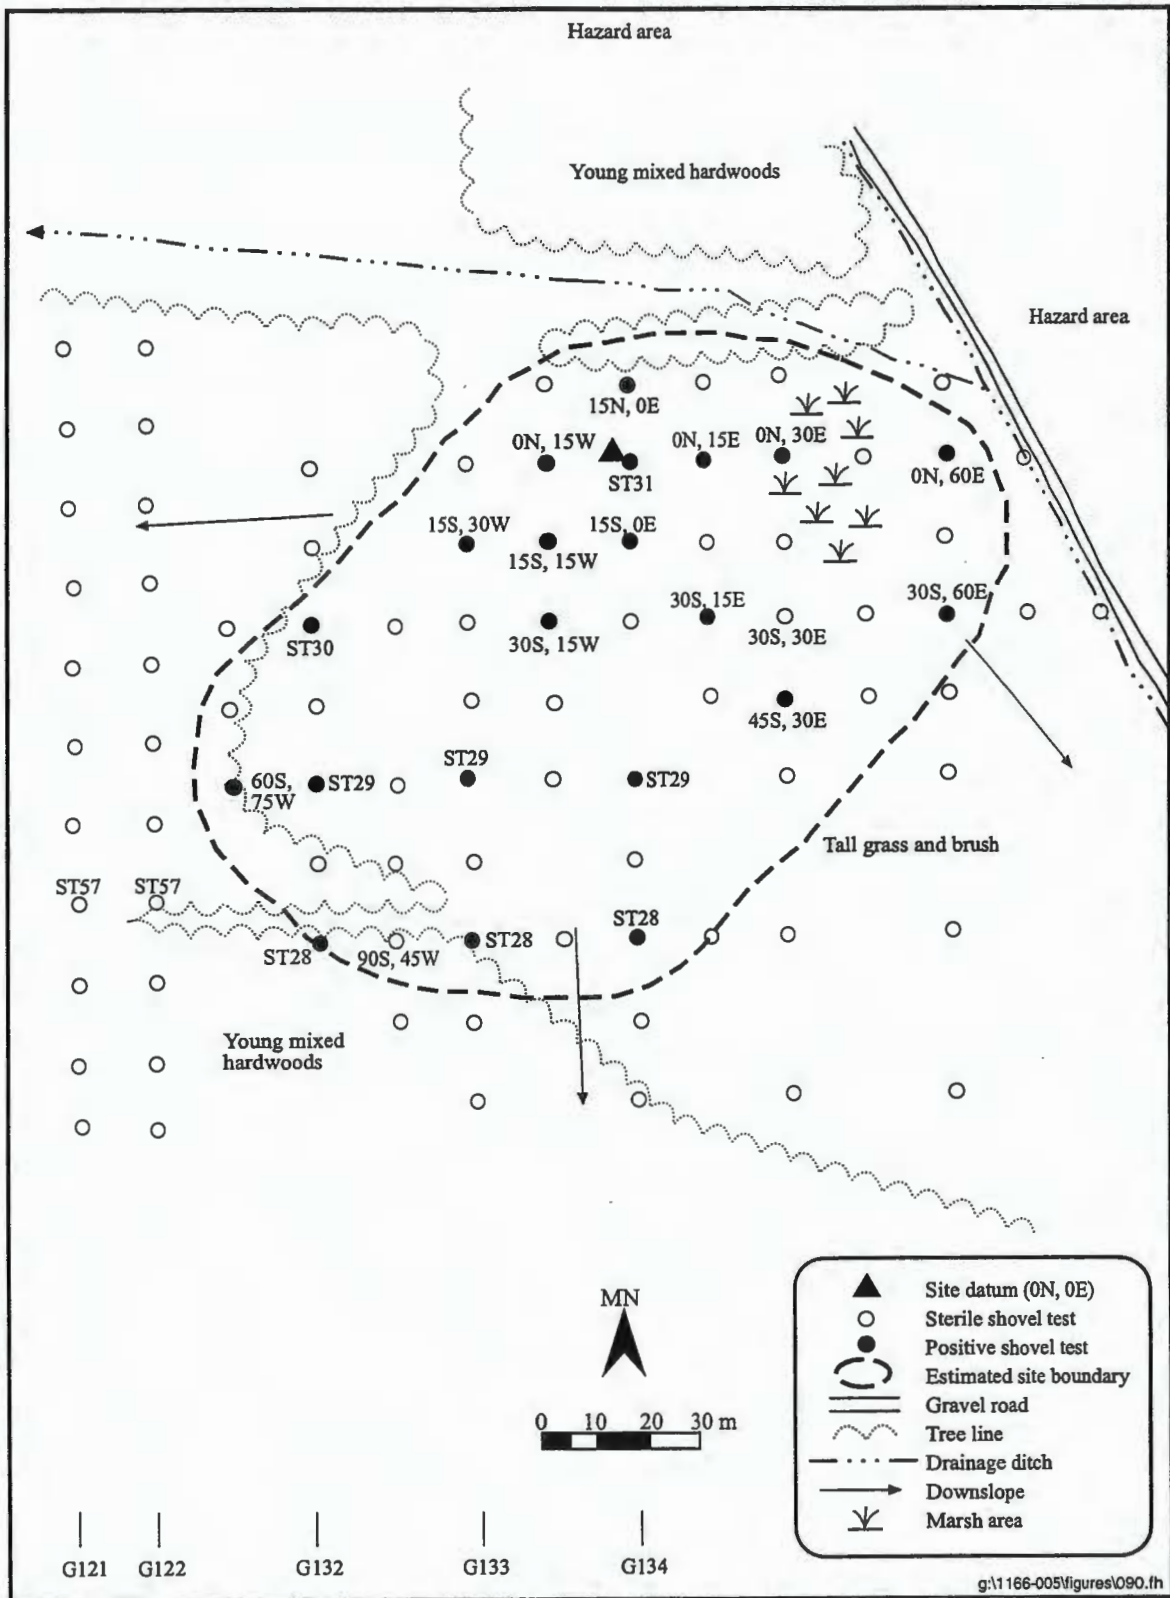 Hazard area
Young mixed hardwoods
Hazard area
15N, 0E
0N, 15W
0N, 15E
0N, 30E
ST31
0N, 60E
15S, 30W
15S, 0E
15S, 15W
30S, 15E
30S, 60E
ST30
30S, 15W
30S, 30E
45S, 30E
ST29
60S,
75W
ST29
ST29
Tall grass and brush
ST57
ST57
ST28
ST28
90S, 45W
ST28
Young mixed
hardwoods
MN
0 10 20 30 m
Site datum (0N, 0E)
Sterile shovel test
Positive shovel test
Estimated site boundary
Gravel road
Tree line
Drainage ditch
Downslope
Marsh area
G121
G122
G132
G133
G134
g:\1166-005\figures\090.fh